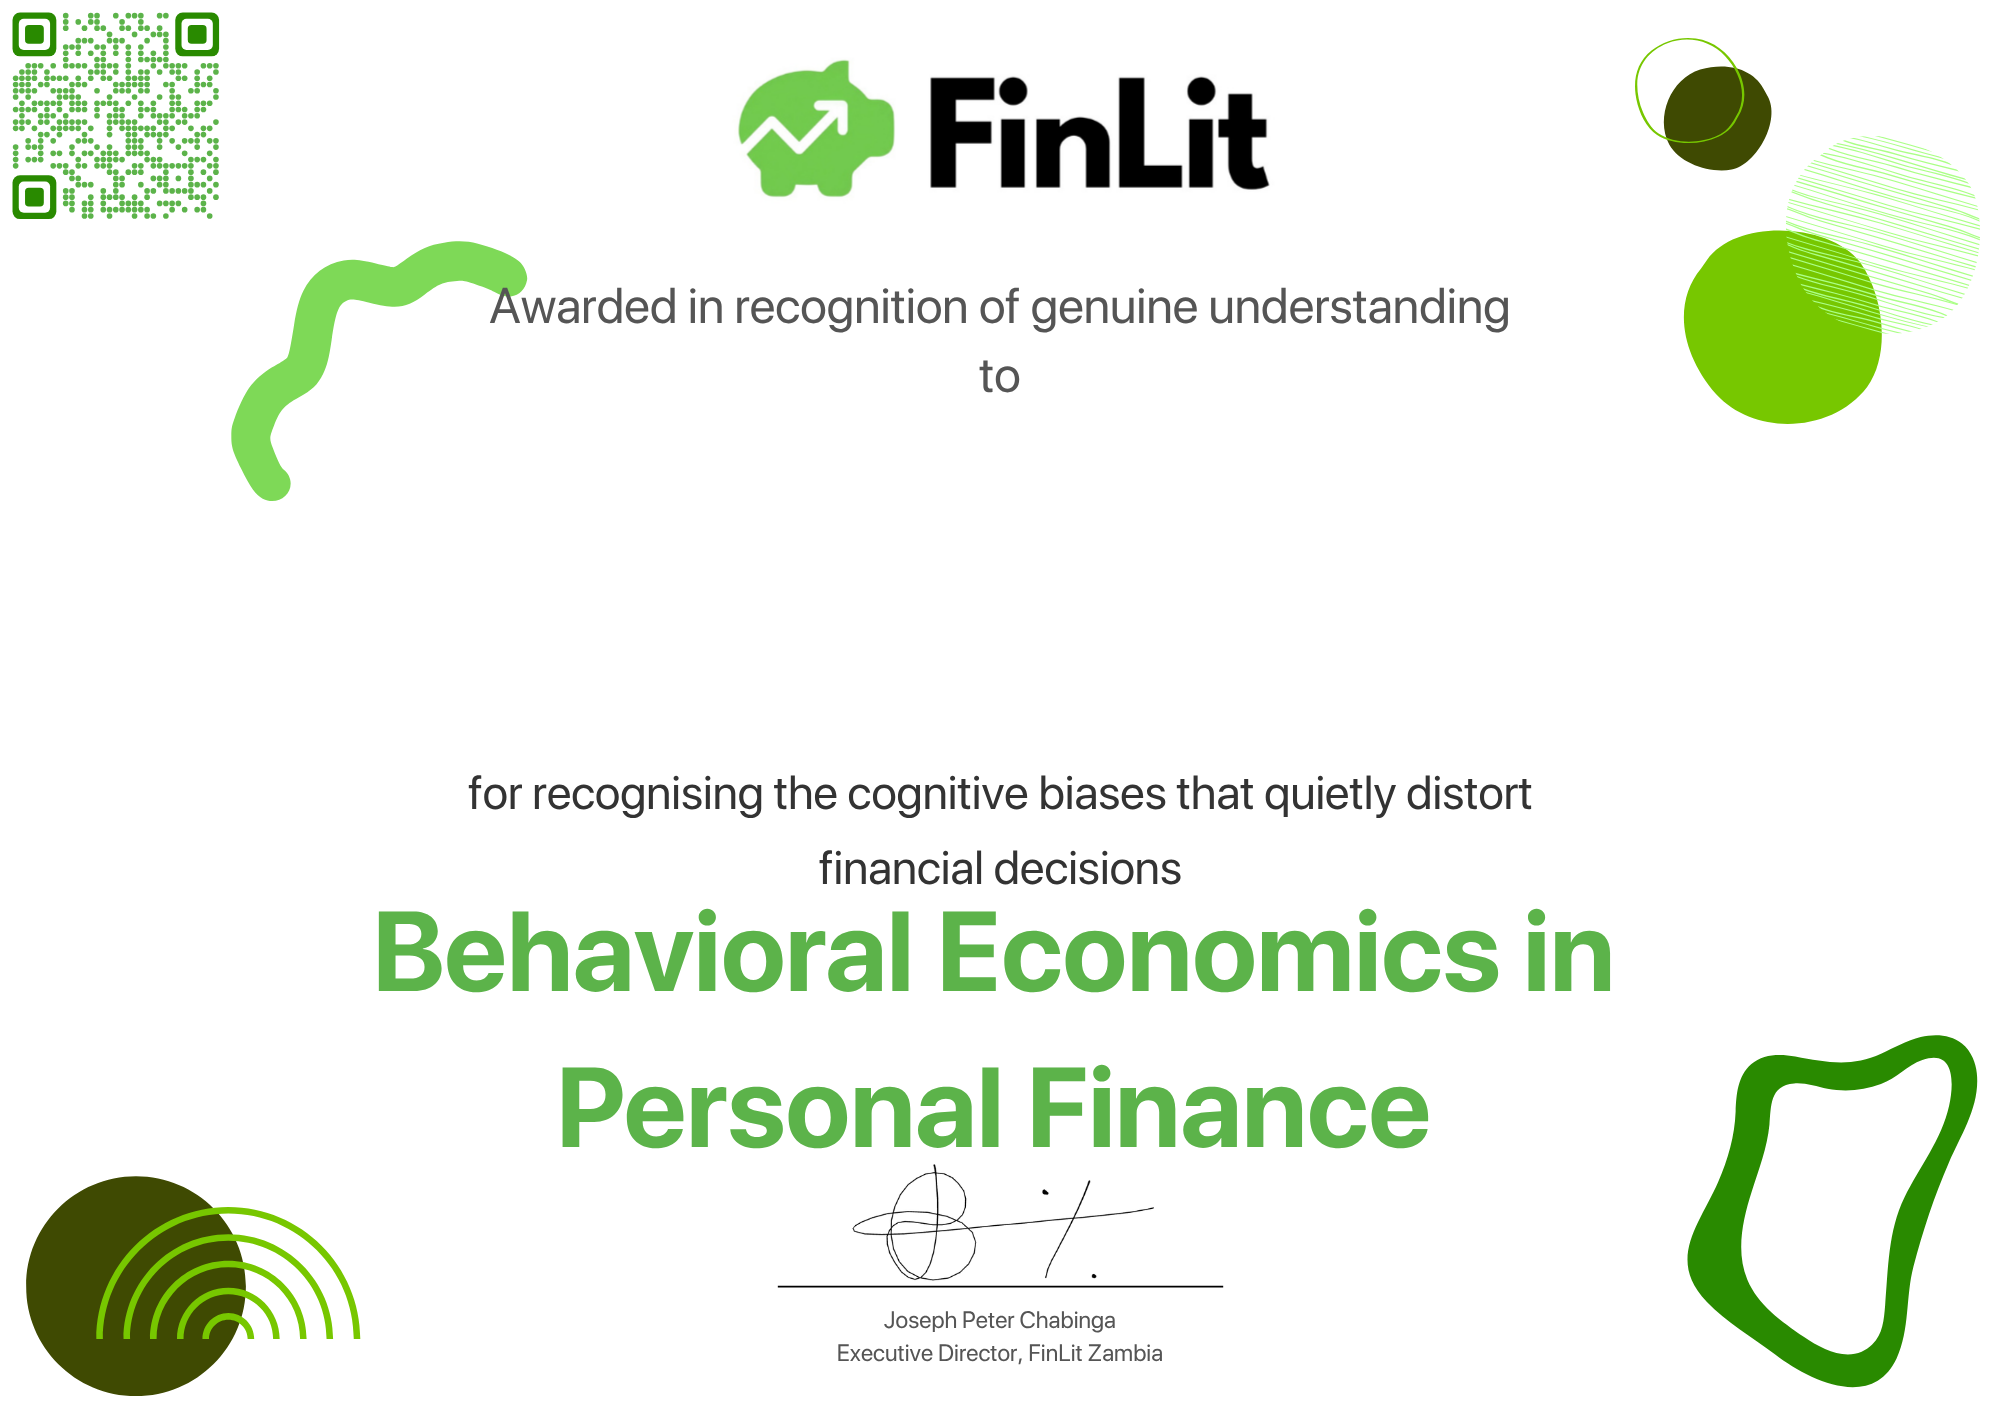 FinLit
Awarded in recognition of genuine understanding
to
for recognising the cognitive biases that quietly distort
financial decisions
Behavioral Economics in
Personal Finance
Joseph Peter Chabinga
Executive Director, FinLit Zambia